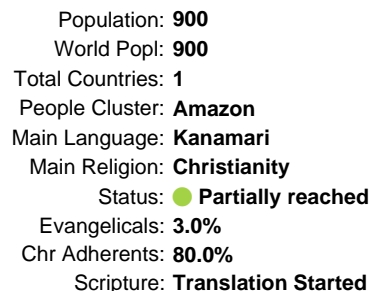 Population: 900
World Popl: 900
Total Countries: 1
People Cluster: Amazon
Main Language: Kanamari
Main Religion: Christianity
Status: Partially reached
Evangelicals: 3.0%
Chr Adherents: 80.0%
Scripture: Translation Started